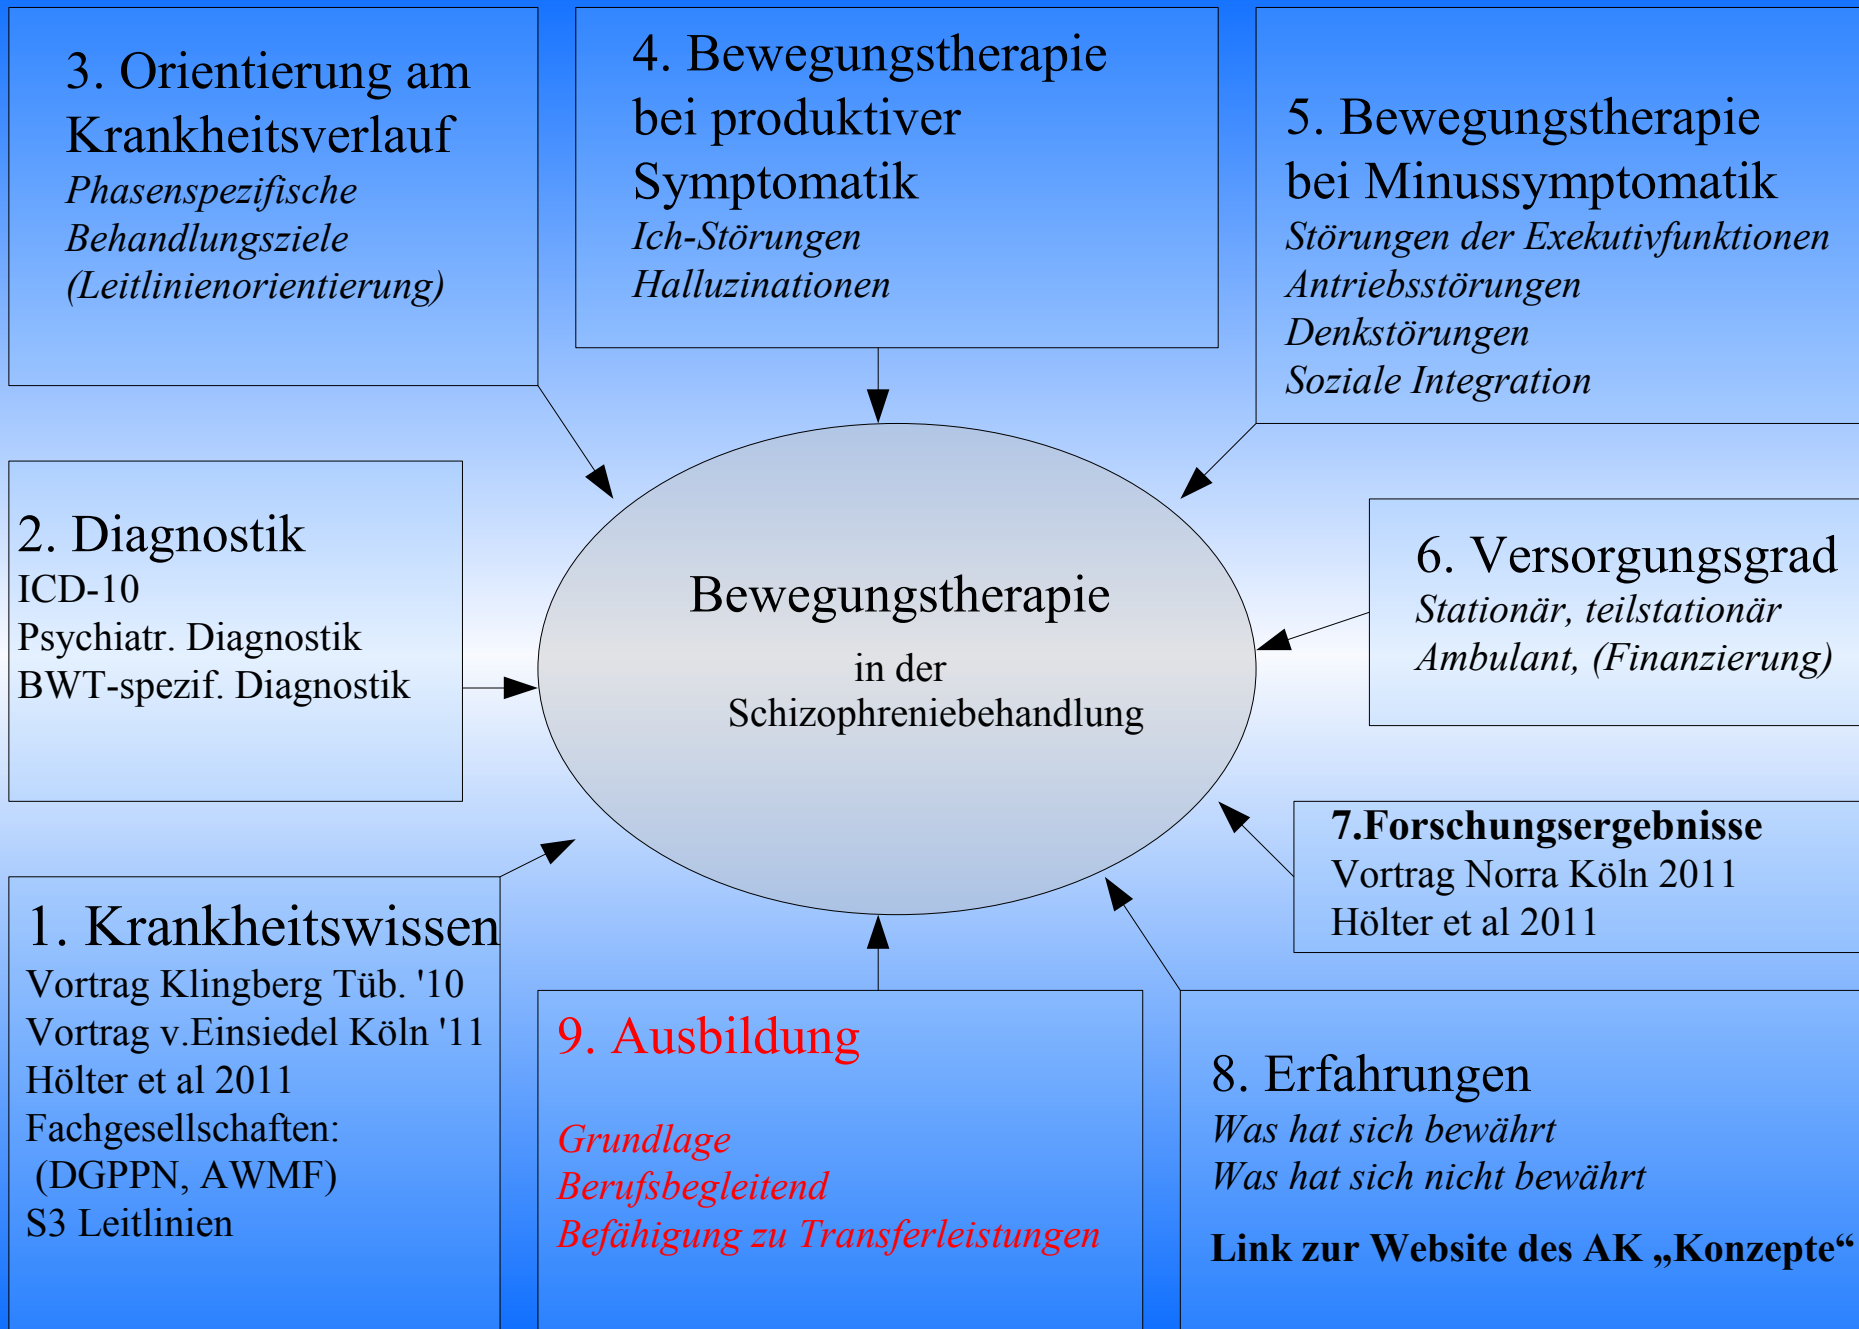 3. Orientierung am
Krankheitsverlauf
Phasenspezifische
Behandlungsziele
(Leitlinienorientierung)
4. Bewegungstherapie
bei produktiver
Symptomatik
Ich-Störungen
Halluzinationen
5. Bewegungstherapie
bei Minussymptomatik
Störungen der Exekutivfunktionen
Antriebsstörungen
Denkstörungen
Soziale Integration
2. Diagnostik
ICD-10
Psychiatr. Diagnostik
BWT-spezif. Diagnostik
Bewegungstherapie
in der
Schizophreniebehandlung
6. Versorgungsgrad
Stationär, teilstationär
Ambulant, (Finanzierung)
7.Forschungsergebnisse
Vortrag Norra Köln 2011
Hölter et al 2011
1. Krankheitswissen
Vortrag Klingberg Tüb. '10
Vortrag v.Einsiedel Köln '11
Hölter et al 2011
Fachgesellschaften:
(DGPPN, AWMF)
S3 Leitlinien
9. Ausbildung
Grundlage
Berufsbegleitend
Befähigung zu Transferleistungen
8. Erfahrungen
Was hat sich bewährt
Was hat sich nicht bewährt
Link zur Website des AK „Konzepte“